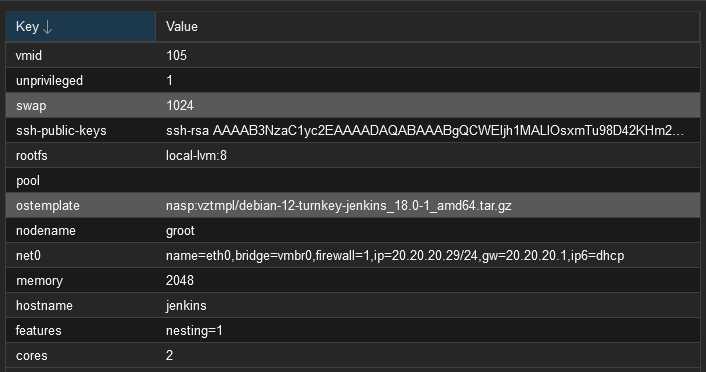 Key Value
vmid 105
unprivileged 1
swap 1024
ssh-public-keys ssh-rsa AAAAB3NzaC1yc2EAAAADAQABAAABgQCWEljh1MALlOsxmTu98D42KHm2...
rootfs local-lvm:8
pool
ostemplate nasp:vztmpl/debian-12-turnkey-jenkins_18.0-1_amd64.tar.gz
nodename groot
net0 name=eth0,bridge=vmbr0,firewall=1,ip=20.20.20.29/24,gw=20.20.20.1,ip6=dhcp
memory 2048
hostname jenkins
features nesting=1
cores 2